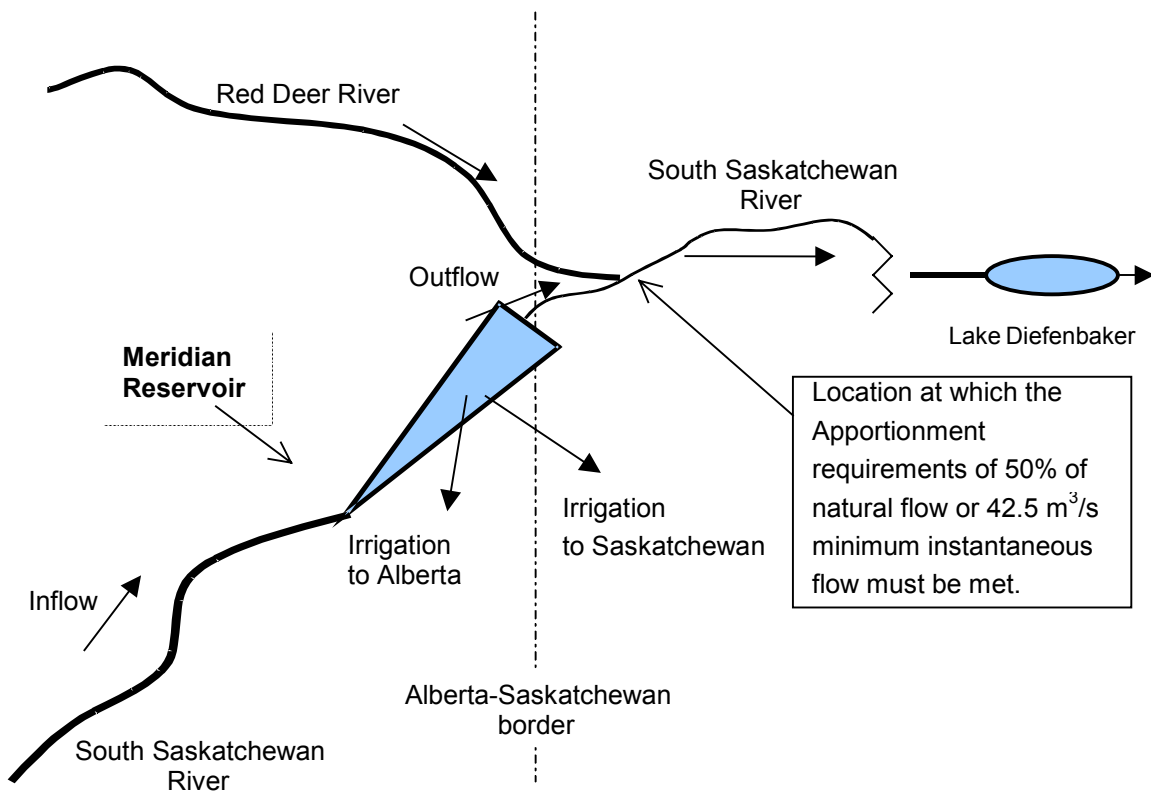 Red Deer River
South Saskatchewan
River
Outflow
Lake Diefenbaker
Meridian
Reservoir
Location at which the
Apportionment
requirements of 50% of
natural flow or 42.5 m³/s
minimum instantaneous
flow must be met.
Irrigation
to Saskatchewan
Irrigation
to Alberta
Inflow
Alberta-Saskatchewan
border
South Saskatchewan
River